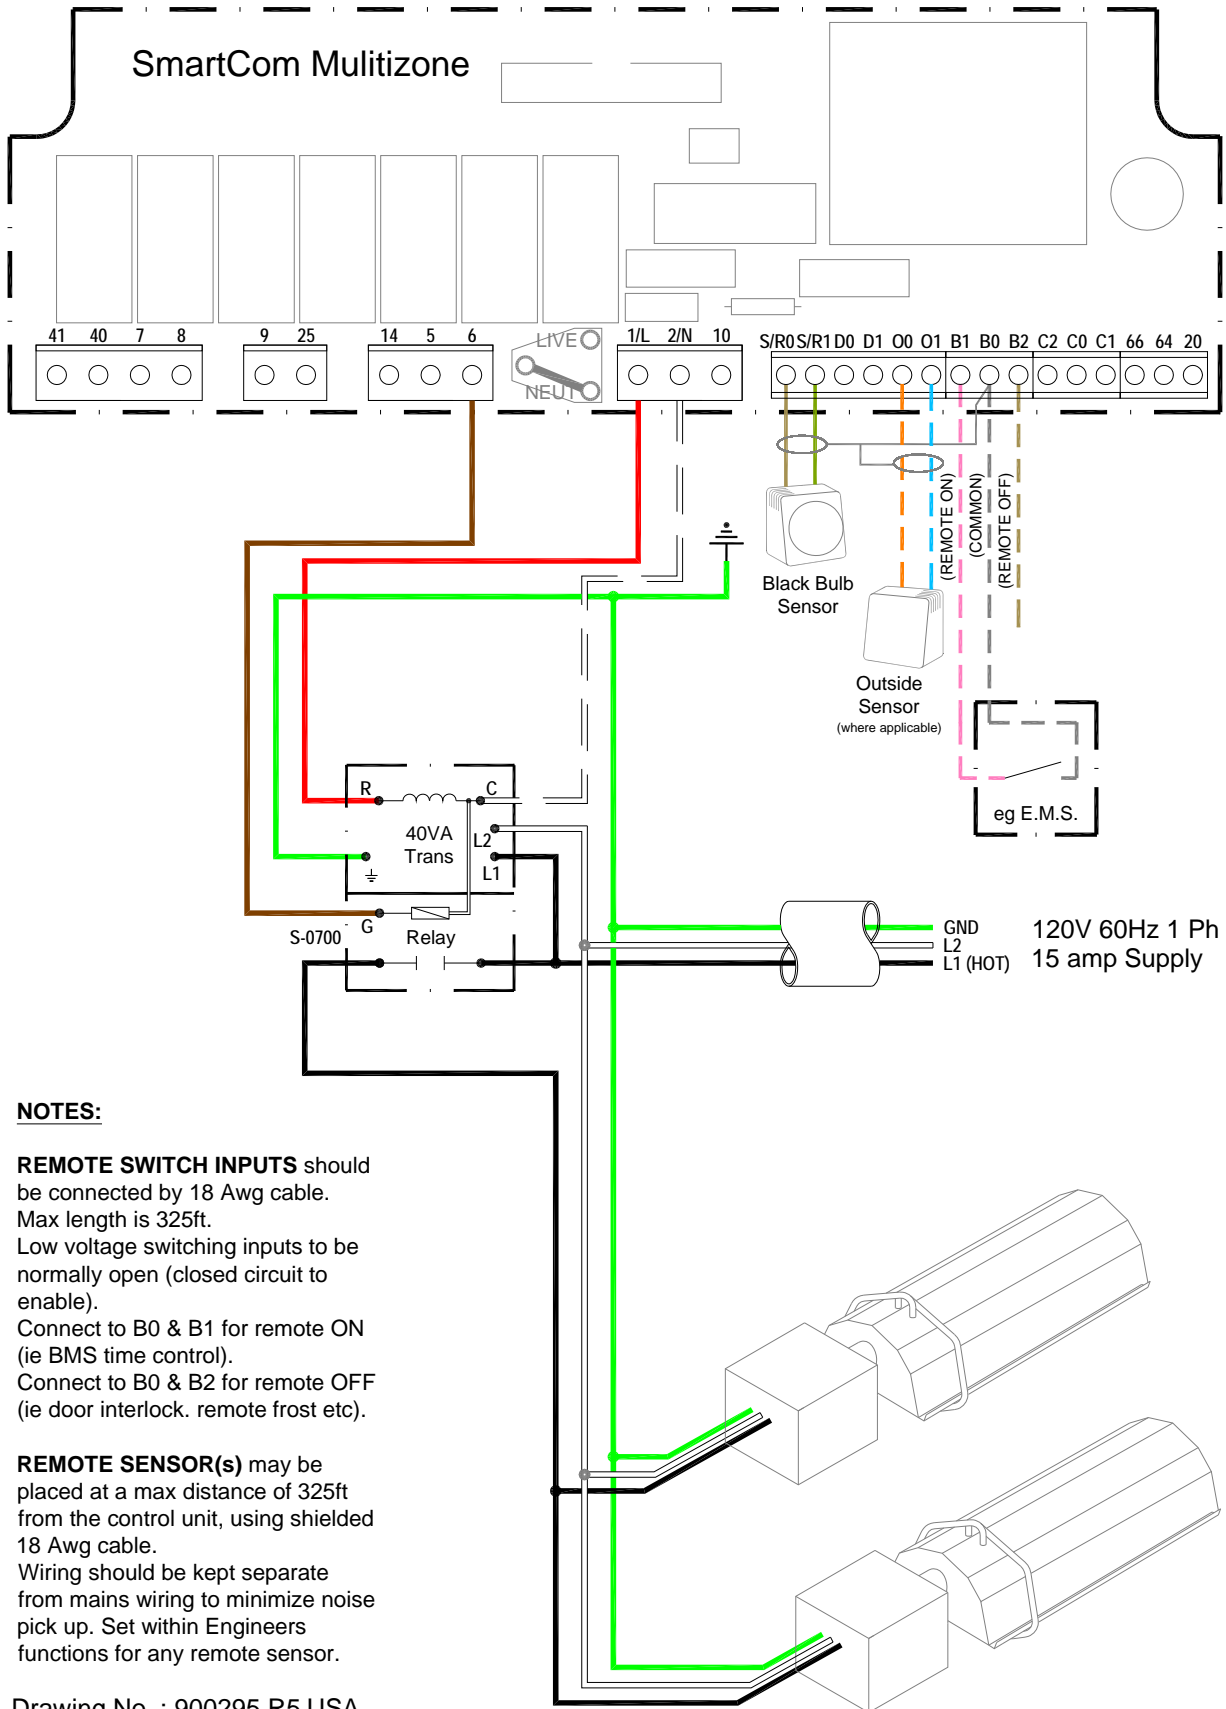 SmartCom Mulitizone
41 40 7 8 9 25 14 5 6 LIVE NEUT 1/L 2/N 10 S/R0 S/R1 D0 D1 O0 O1 B1 B0 B2 C2 C0 C1 66 64 20
(REMOTE ON)
(COMMON)
(REMOTE OFF)
Black Bulb
Sensor
Outside
Sensor
(where applicable)
eg E.M.S.
R C
40VA
Trans
L2
L1
G
S-0700
Relay
GND
L2
L1 (HOT)
120V 60Hz 1 Ph
15 amp Supply
NOTES:
REMOTE SWITCH INPUTS should
be connected by 18 Awg cable.
Max length is 325ft.
Low voltage switching inputs to be
normally open (closed circuit to
enable).
Connect to B0 & B1 for remote ON
(ie BMS time control).
Connect to B0 & B2 for remote OFF
(ie door interlock. remote frost etc).
REMOTE SENSOR(s) may be
placed at a max distance of 325ft
from the control unit, using shielded
18 Awg cable.
Wiring should be kept separate
from mains wiring to minimize noise
pick up. Set within Engineers
functions for any remote sensor.
Drawing No. : 900295 R5 USA